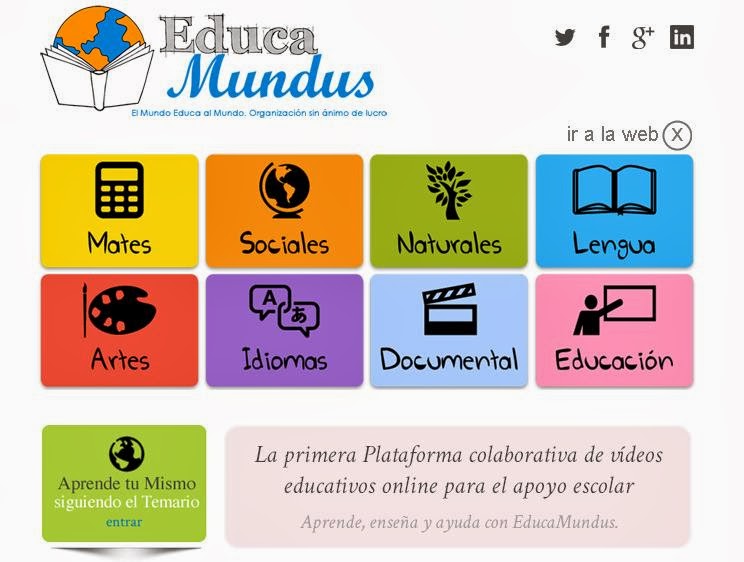 Educa
Mundus
El Mundo Educa al Mundo. Organización sin ánimo de lucro
ir a la web X
Mates
Sociales
Naturales
Lengua
Artes
A あ
Idiomas
Documental
Educación
Aprende tu Mismo
siguiendo el Temario
entrar
La primera Plataforma colaborativa de vídeos
educativos online para el apoyo escolar
Aprende, enseña y ayuda con EducaMundus.